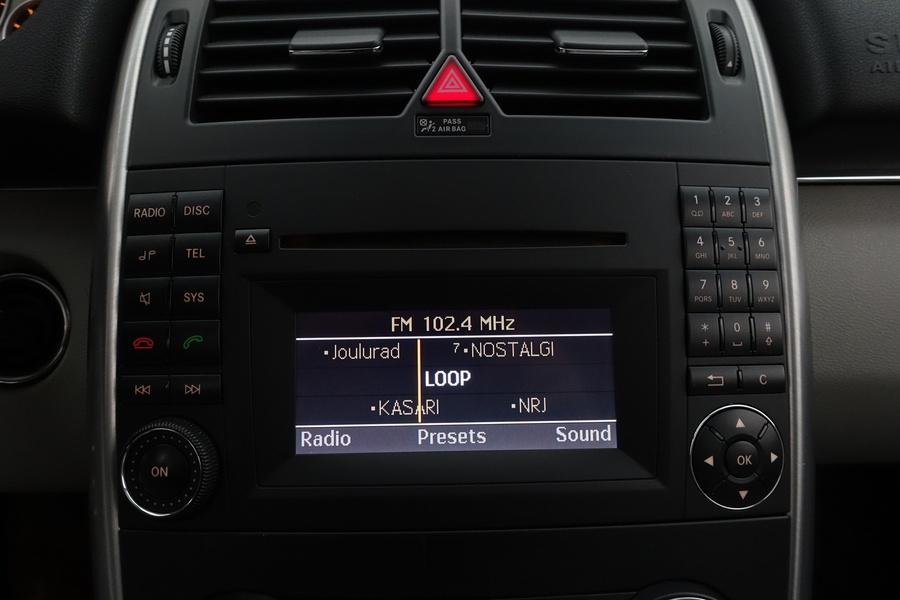 PASS
2 AIR BAG
RADIO DISC
TEL
SYS
ON
FM 102.4 MHz
Joulurad 7 NOSTALGI
LOOP
KASARI NRJ
Radio Presets Sound
1 2 3
ABC DEF
4 5 6
GHI JKL MNO
7 8 9
PQRS TUV WXYZ
* 0 #
+
C
OK